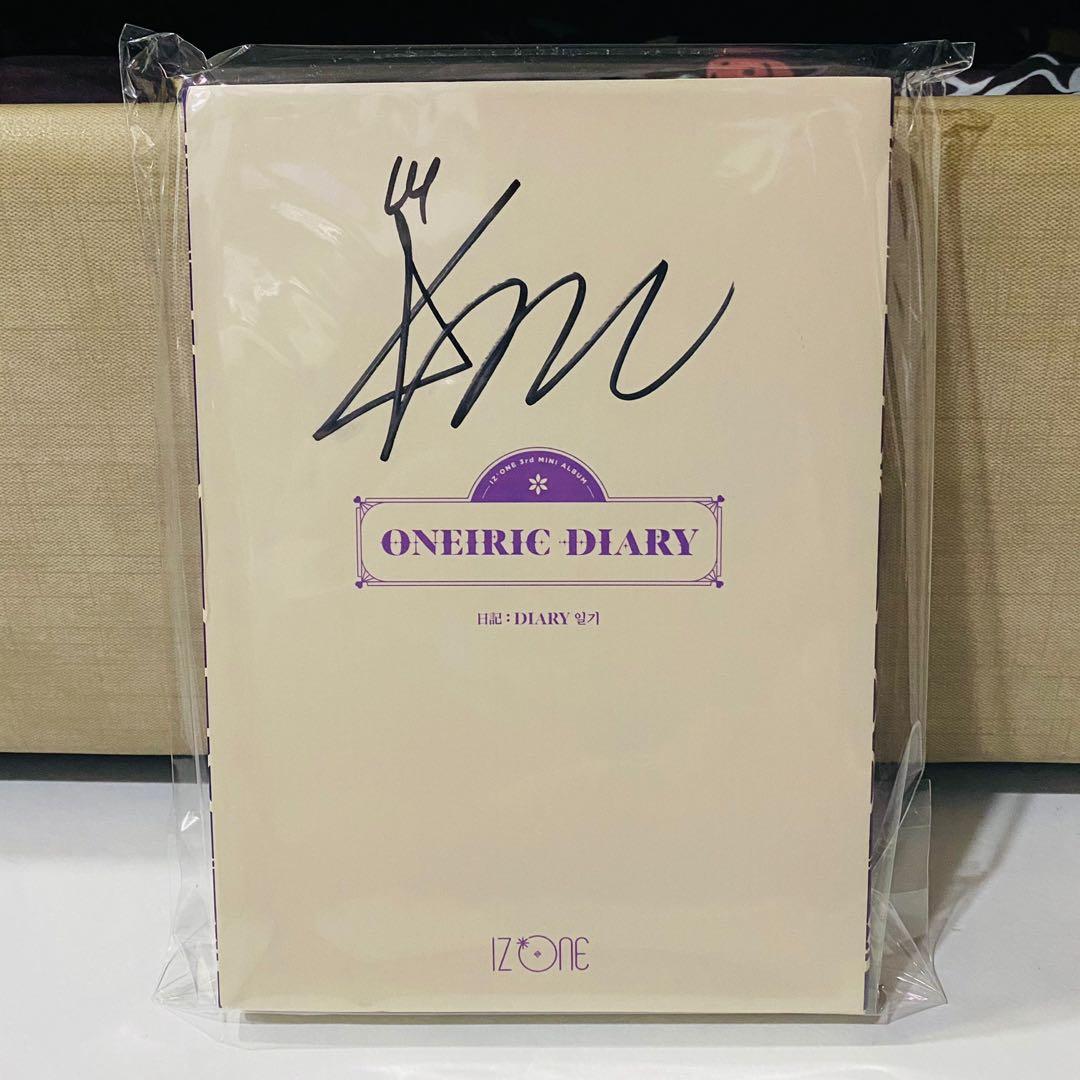 IZ*ONE 3rd MINI ALBUM
ONEIRIC DIARY
日記 : DIARY 일기
IZ*ONE